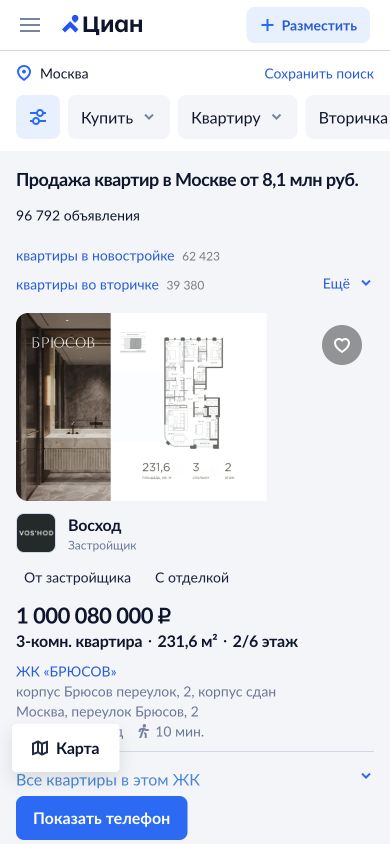 Циан
Разместить
Москва
Сохранить поиск
Купить
Квартиру
Вторичка
Продажа квартир в Москве от 8,1 млн руб.
96 792 объявления
квартиры в новостройке 62 423
квартиры во вторичке 39 380
Ещё
БРЮСОВ
231,6 3 2
VOS'HOD
Восход
Застройщик
От застройщика С отделкой
1 000 080 000 ₽
3-комн. квартира · 231,6 м² · 2/6 этаж
ЖК «БРЮСОВ»
корпус Брюсов переулок, 2, корпус сдан
Москва, переулок Брюсов, 2
10 мин.
Карта
Все квартиры в этом ЖК
Показать телефон